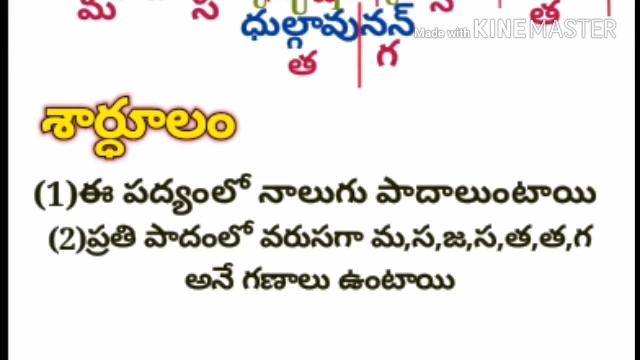 మ స స త
ధుల్గావునన్
Made with KINEMASTER
త గ
శార్ధూలం
(1)ఈ పద్యంలో నాలుగు పాదాలుంటాయి
(2)ప్రతి పాదంలో వరుసగా మ,స,జ,స,త,త,గ
అనే గణాలు ఉంటాయి